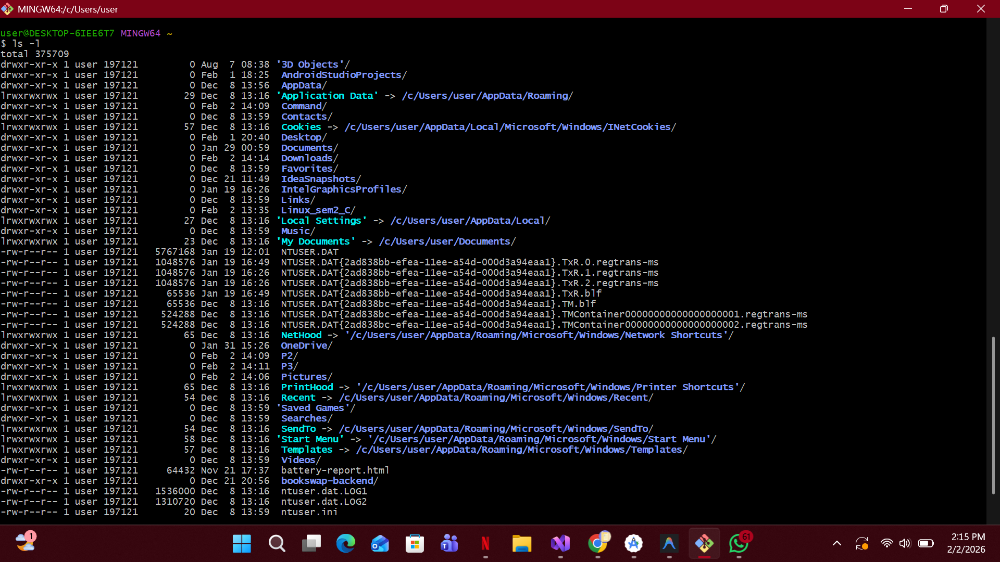 MINGW64:/c/Users/user
user@DESKTOP-6IEE6T7 MINGW64 ~
$ ls -l
total 375709
drwxr-xr-x 1 user 197121         0 Aug  7 08:38 '3D Objects'/
drwxr-xr-x 1 user 197121         0 Feb  1 18:25  AndroidStudioProjects/
drwxr-xr-x 1 user 197121         0 Dec  8 13:56  AppData/
lrwxrwxrwx 1 user 197121        29 Dec  8 13:16 'Application Data' -> /c/Users/user/AppData/Roaming/
drwxr-xr-x 1 user 197121         0 Feb  2 14:09  Command/
drwxr-xr-x 1 user 197121         0 Dec  8 13:59  Contacts/
lrwxrwxrwx 1 user 197121        57 Dec  8 13:16  Cookies -> /c/Users/user/AppData/Local/Microsoft/Windows/INetCookies/
drwxr-xr-x 1 user 197121         0 Feb  1 20:40  Desktop/
drwxr-xr-x 1 user 197121         0 Jan 29 00:59  Documents/
drwxr-xr-x 1 user 197121         0 Feb  2 14:14  Downloads/
drwxr-xr-x 1 user 197121         0 Dec  8 13:59  Favorites/
drwxr-xr-x 1 user 197121         0 Dec 21 11:49  IdeaSnapshots/
drwxr-xr-x 1 user 197121         0 Jan 19 16:26  IntelGraphicsProfiles/
drwxr-xr-x 1 user 197121         0 Dec  8 13:59  Links/
drwxr-xr-x 1 user 197121         0 Feb  2 13:35  Linux_sem2_C/
lrwxrwxrwx 1 user 197121        27 Dec  8 13:16 'Local Settings' -> /c/Users/user/AppData/Local/
drwxr-xr-x 1 user 197121         0 Dec  8 13:59  Music/
lrwxrwxrwx 1 user 197121        23 Dec  8 13:16 'My Documents' -> /c/Users/user/Documents/
-rw-r--r-- 1 user 197121   5767168 Jan 19 12:01  NTUSER.DAT
-rw-r--r-- 1 user 197121   1048576 Jan 19 16:49  NTUSER.DAT{2ad838bb-efea-11ee-a54d-000d3a94eaa1}.TxR.0.regtrans-ms
-rw-r--r-- 1 user 197121   1048576 Jan 19 16:26  NTUSER.DAT{2ad838bb-efea-11ee-a54d-000d3a94eaa1}.TxR.1.regtrans-ms
-rw-r--r-- 1 user 197121   1048576 Jan 19 16:26  NTUSER.DAT{2ad838bb-efea-11ee-a54d-000d3a94eaa1}.TxR.2.regtrans-ms
-rw-r--r-- 1 user 197121     65536 Jan 19 16:49  NTUSER.DAT{2ad838bb-efea-11ee-a54d-000d3a94eaa1}.TxR.blf
-rw-r--r-- 1 user 197121     65536 Dec  8 13:16  NTUSER.DAT{2ad838bc-efea-11ee-a54d-000d3a94eaa1}.TM.blf
-rw-r--r-- 1 user 197121    524288 Dec  8 13:16  NTUSER.DAT{2ad838bc-efea-11ee-a54d-000d3a94eaa1}.TMContainer00000000000000000001.regtrans-ms
-rw-r--r-- 1 user 197121    524288 Dec  8 13:16  NTUSER.DAT{2ad838bc-efea-11ee-a54d-000d3a94eaa1}.TMContainer00000000000000000002.regtrans-ms
lrwxrwxrwx 1 user 197121        65 Dec  8 13:16  NetHood -> '/c/Users/user/AppData/Roaming/Microsoft/Windows/Network Shortcuts'/
drwxr-xr-x 1 user 197121         0 Jan 31 15:26  OneDrive/
drwxr-xr-x 1 user 197121         0 Feb  2 14:09  P2/
drwxr-xr-x 1 user 197121         0 Feb  2 14:11  P3/
drwxr-xr-x 1 user 197121         0 Feb  2 14:06  Pictures/
lrwxrwxrwx 1 user 197121        65 Dec  8 13:16  PrintHood -> '/c/Users/user/AppData/Roaming/Microsoft/Windows/Printer Shortcuts'/
lrwxrwxrwx 1 user 197121        54 Dec  8 13:16  Recent -> /c/Users/user/AppData/Roaming/Microsoft/Windows/Recent/
drwxr-xr-x 1 user 197121         0 Dec  8 13:59 'Saved Games'/
drwxr-xr-x 1 user 197121         0 Dec  8 13:59  Searches/
lrwxrwxrwx 1 user 197121        54 Dec  8 13:16  SendTo -> /c/Users/user/AppData/Roaming/Microsoft/Windows/SendTo/
lrwxrwxrwx 1 user 197121        58 Dec  8 13:16 'Start Menu' -> '/c/Users/user/AppData/Roaming/Microsoft/Windows/Start Menu'/
lrwxrwxrwx 1 user 197121        57 Dec  8 13:16  Templates -> /c/Users/user/AppData/Roaming/Microsoft/Windows/Templates/
drwxr-xr-x 1 user 197121         0 Dec  8 13:59  Videos/
-rw-r--r-- 1 user 197121     64432 Nov 21 17:37  battery-report.html
drwxr-xr-x 1 user 197121         0 Dec 21 20:56  bookswap-backend/
-rw-r--r-- 1 user 197121   1536000 Dec  8 13:16  ntuser.dat.LOG1
-rw-r--r-- 1 user 197121   1310720 Dec  8 13:16  ntuser.dat.LOG2
-rw-r--r-- 1 user 197121        20 Dec  8 13:59  ntuser.ini
1
61
2:15 PM
2/2/2026